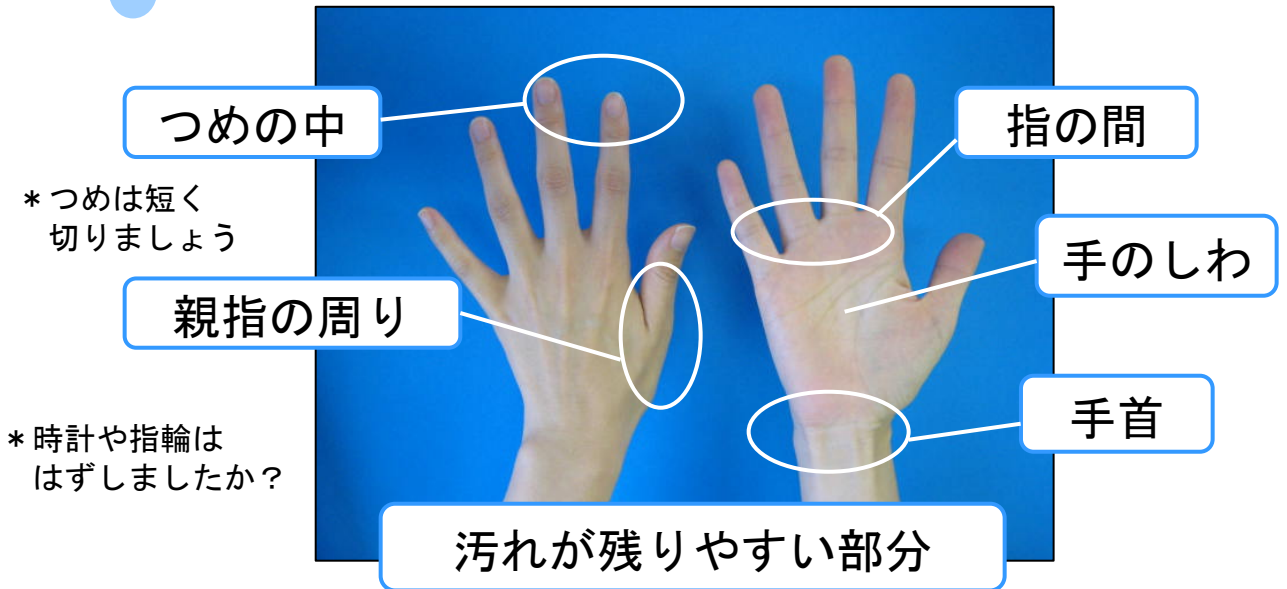 つめの中
＊つめは短く
切りましょう
親指の周り
＊時計や指輪は
はずしましたか？
指の間
手のしわ
手首
汚れが残りやすい部分